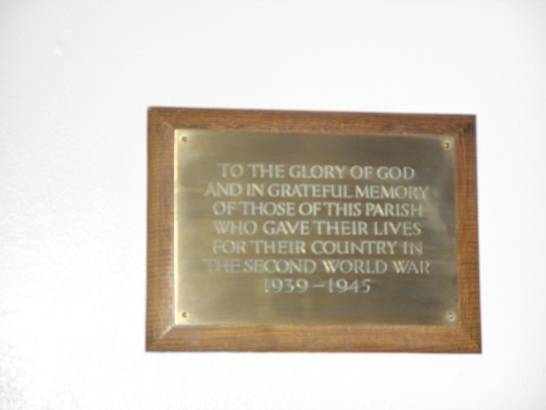 TO THE GLORY OF GOD
AND IN GRATEFUL MEMORY
OF THOSE OF THIS PARISH
WHO GAVE THEIR LIVES
FOR THEIR COUNTRY IN
THE SECOND WORLD WAR
1939–1945